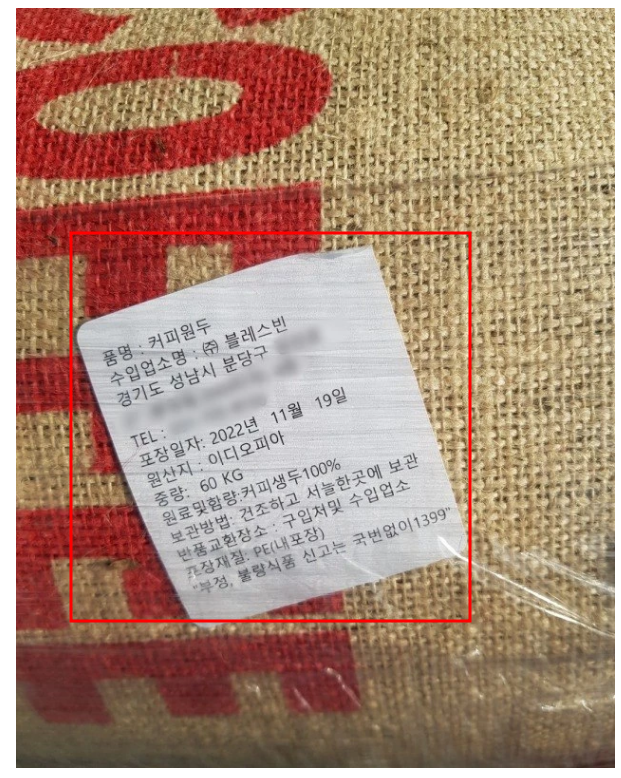 품명 : 커피원두
수입업소명 : ㈜ 블레스빈
경기도 성남시 분당구
TEL :
포장일자: 2022년 11월 19일
원산지 : 이디오피아
중량: 60 KG
원료및함량:커피생두100%
보관방법: 건조하고 서늘한곳에 보관
반품교환장소 : 구입처및 수입업소
포장재질: PE(내포장)
"부정, 불량식품 신고는 국번없이1399"